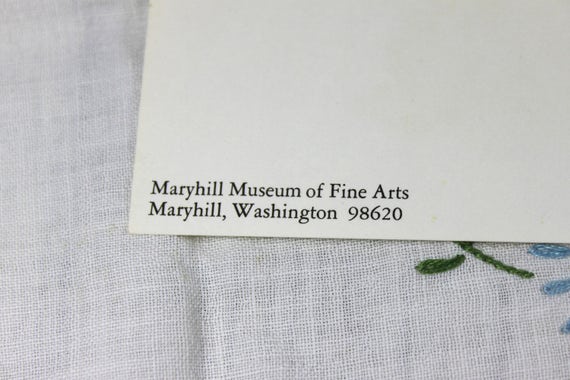 Maryhill Museum of Fine Arts
Maryhill, Washington 98620